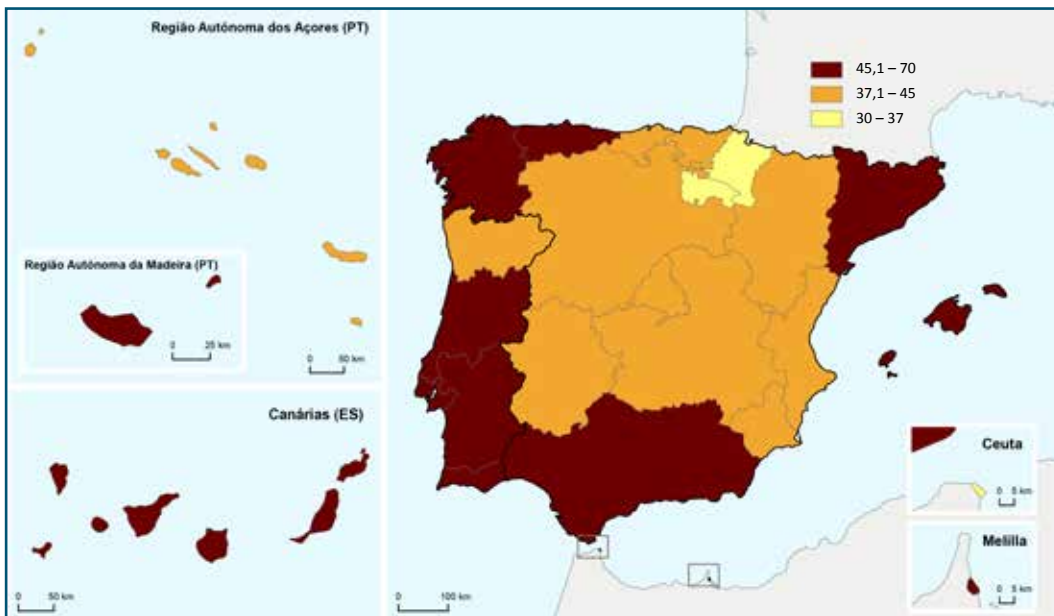 Região Autónoma dos Açores (PT)
45,1 – 70
37,1 – 45
30 – 37
Região Autónoma da Madeira (PT)
0 25 km
0 50 km
Canárias (ES)
0 50 km
0 100 km
Ceuta
0 5 km
Melilla
0 5 km